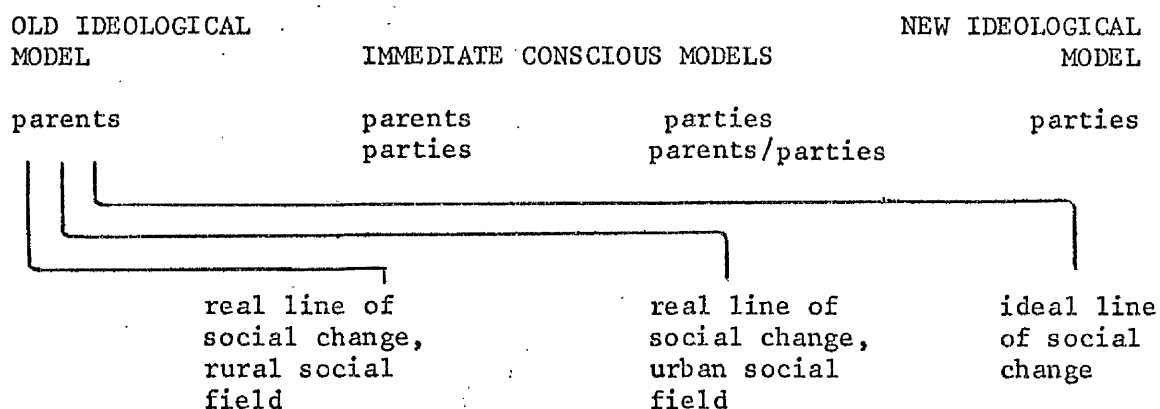 OLD IDEOLOGICAL NEW IDEOLOGICAL
MODEL IMMEDIATE CONSCIOUS MODELS MODEL
parents parents parties parties
parties parents/parties
real line of real line of ideal line
social change, social change, of social
rural social urban social change
field field